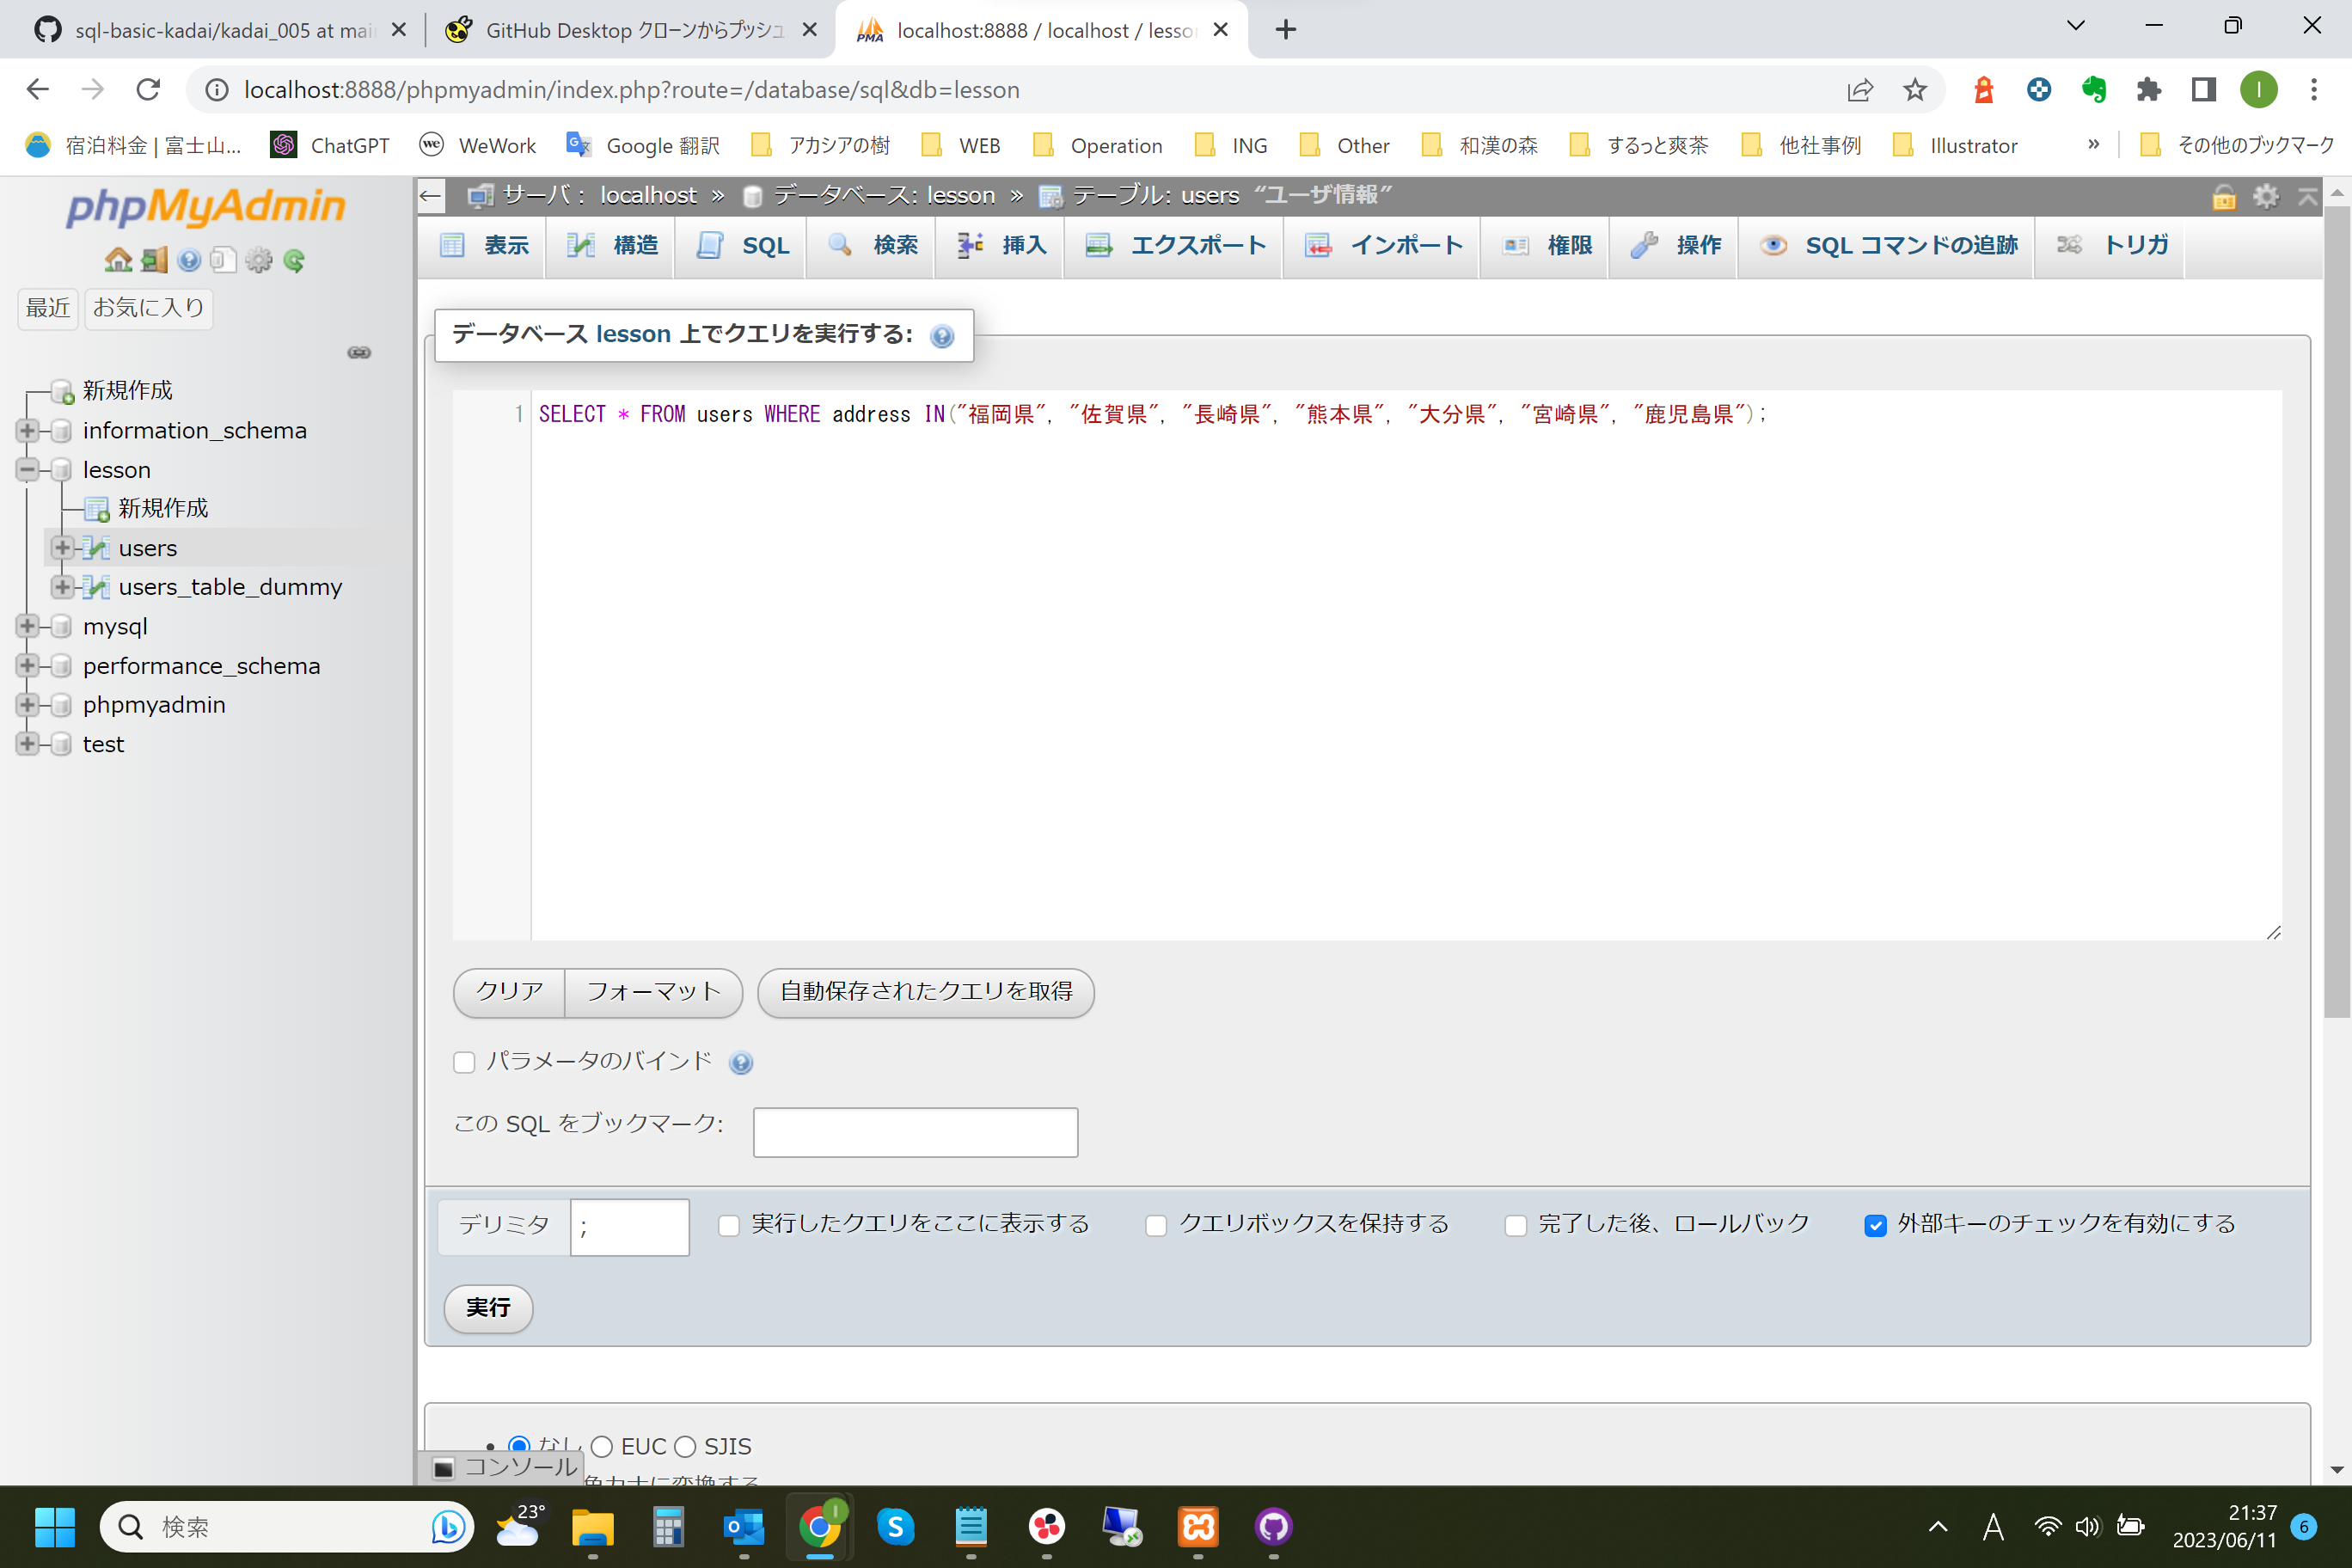 sql-basic-kadai/kadai_005 at mai
GitHub Desktop クローンからプッシュ
localhost:8888 / localhost / lesson
localhost:8888/phpmyadmin/index.php?route=/database/sql&db=lesson
宿泊料金 | 富士山... ChatGPT WeWork Google 翻訳 アカシアの樹 WEB Operation ING Other 和漢の森 するっと爽茶 他社事例 Illustrator » その他のブックマーク
phpMyAdmin
最近 お気に入り
新規作成
information_schema
lesson
新規作成
users
users_table_dummy
mysql
performance_schema
phpmyadmin
test
サーバ : localhost » データベース: lesson » テーブル: users “ユーザ情報”
表示 構造 SQL 検索 挿入 エクスポート インポート 権限 操作 SQL コマンドの追跡 トリガ
データベース lesson 上でクエリを実行する:
1 SELECT * FROM users WHERE address IN("福岡県", "佐賀県", "長崎県", "熊本県", "大分県", "宮崎県", "鹿児島県");
クリア フォーマット 自動保存されたクエリを取得
パラメータのバインド
この SQL をブックマーク:
デリミタ ; 実行したクエリをここに表示する クエリボックスを保持する 完了した後、ロールバック 外部キーのチェックを有効にする
実行
なし EUC SJIS
コンソール
角カナに変換する
検索 23° 21:37
2023/06/11 6